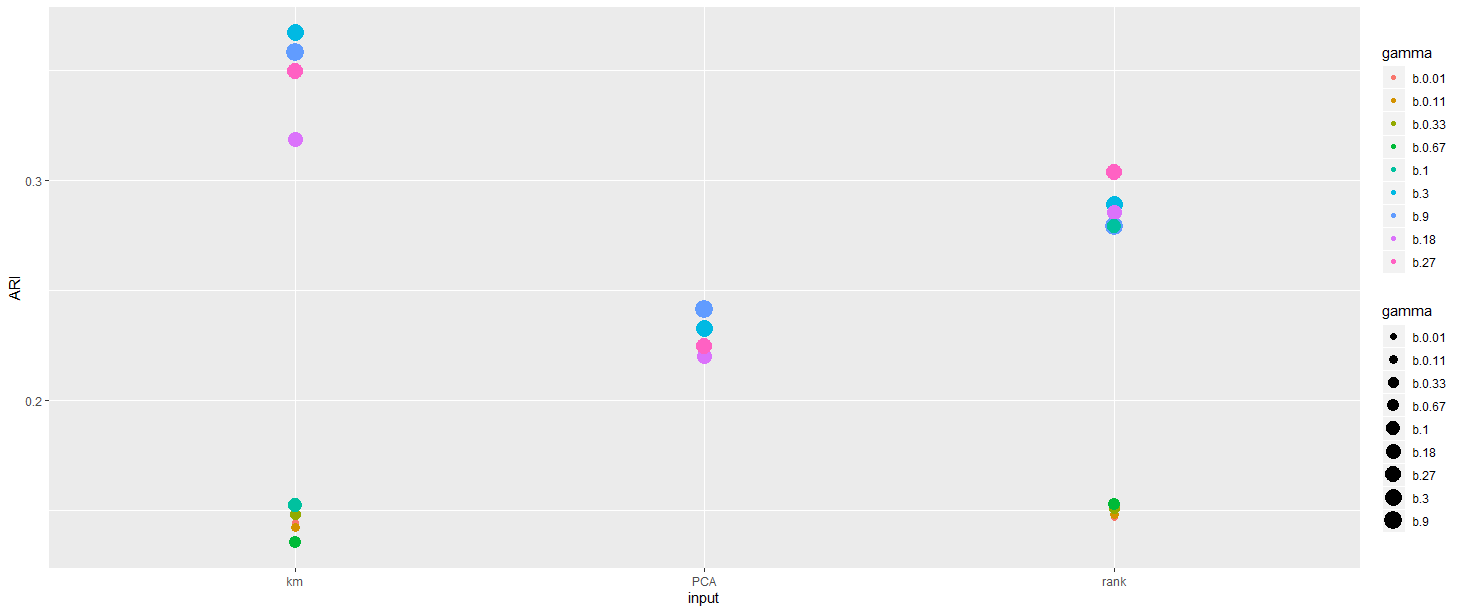 ARI
0.3
0.2
km
PCA
rank
input
gamma
b.0.01
b.0.11
b.0.33
b.0.67
b.1
b.3
b.9
b.18
b.27
gamma
b.0.01
b.0.11
b.0.33
b.0.67
b.1
b.18
b.27
b.3
b.9